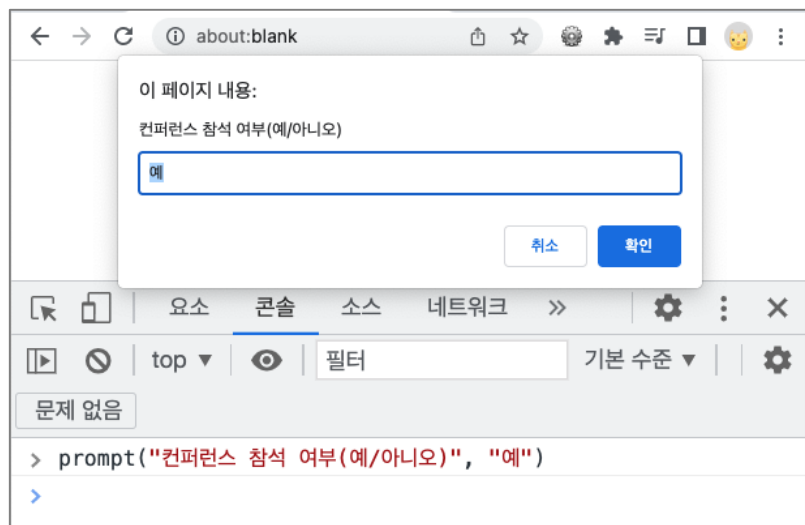 about:blank
이 페이지 내용:
컨퍼런스 참석 여부(예/아니오)
예
취소 확인
요소 콘솔 소스 네트워크 »
top ▼ 필터 기본 수준 ▼
문제 없음
> prompt("컨퍼런스 참석 여부(예/아니오)", "예")
>